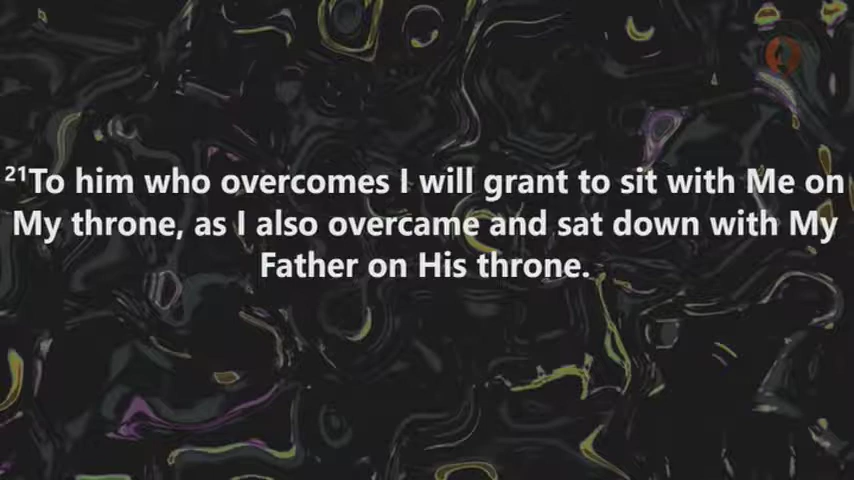 ²¹To him who overcomes I will grant to sit with Me on
My throne, as I also overcame and sat down with My
Father on His throne.